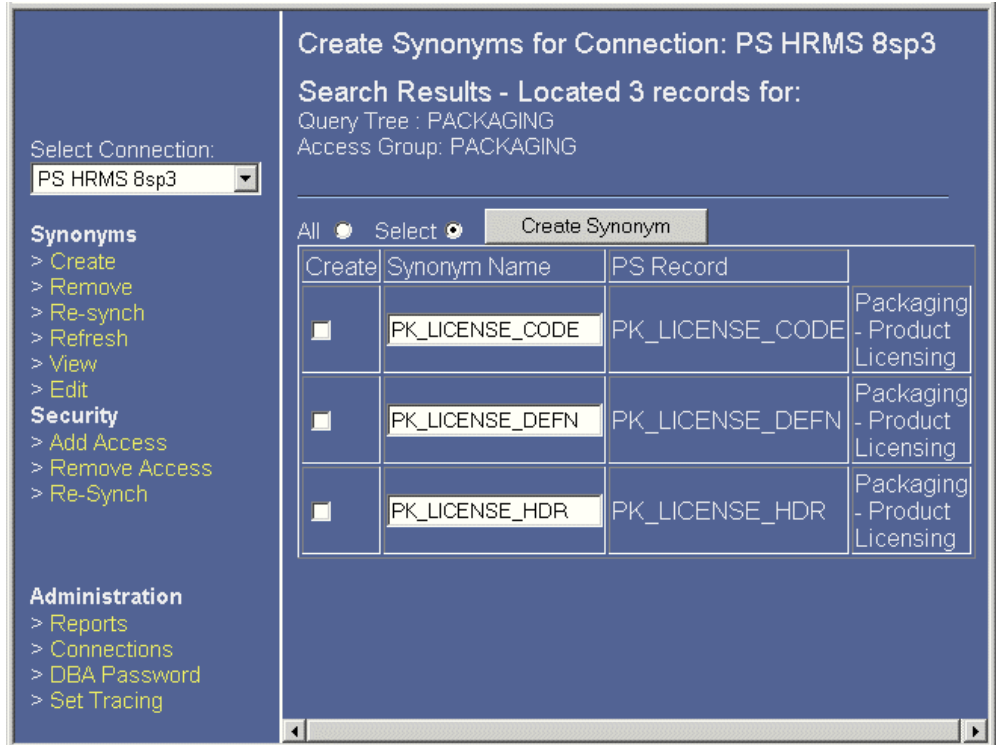 Create Synonyms for Connection: PS HRMS 8sp3
Search Results - Located 3 records for:
Query Tree : PACKAGING
Access Group: PACKAGING
Select Connection:
PS HRMS 8sp3
Synonyms
> Create
> Remove
> Re-synch
> Refresh
> View
> Edit
Security
> Add Access
> Remove Access
> Re-Synch
Administration
> Reports
> Connections
> DBA Password
> Set Tracing
All Select Create Synonym
Create Synonym Name PS Record
PK_LICENSE_CODE PK_LICENSE_CODE Packaging
- Product
Licensing
PK_LICENSE_DEFN PK_LICENSE_DEFN Packaging
- Product
Licensing
PK_LICENSE_HDR PK_LICENSE_HDR Packaging
- Product
Licensing